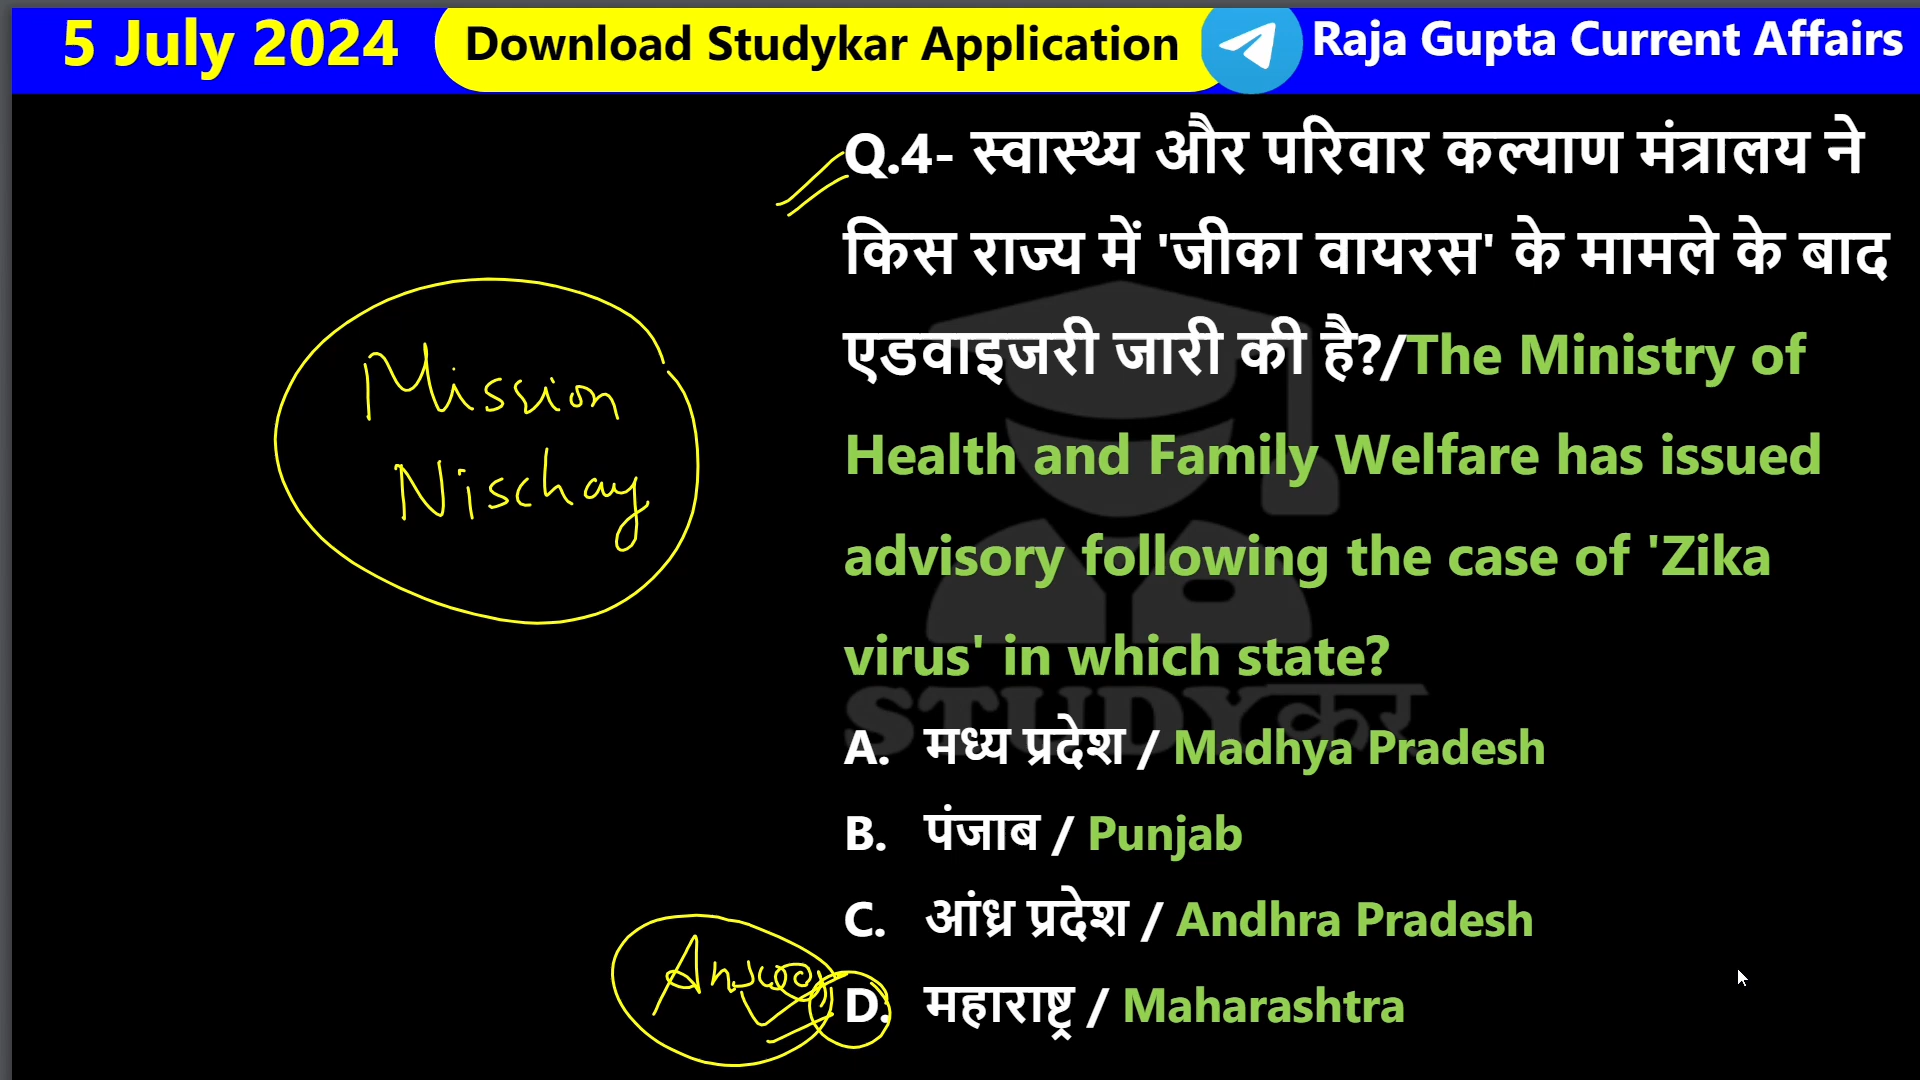 5 July 2024
Download Studykar Application
Raja Gupta Current Affairs
Q.4- स्वास्थ्य और परिवार कल्याण मंत्रालय ने
किस राज्य में 'जीका वायरस' के मामले के बाद
एडवाइजरी जारी की है?/The Ministry of
Health and Family Welfare has issued
advisory following the case of 'Zika
virus' in which state?
Mission
Nischay
STUDYकर
A. मध्य प्रदेश / Madhya Pradesh
B. पंजाब / Punjab
C. आंध्र प्रदेश / Andhra Pradesh
Answer
D. महाराष्ट्र / Maharashtra